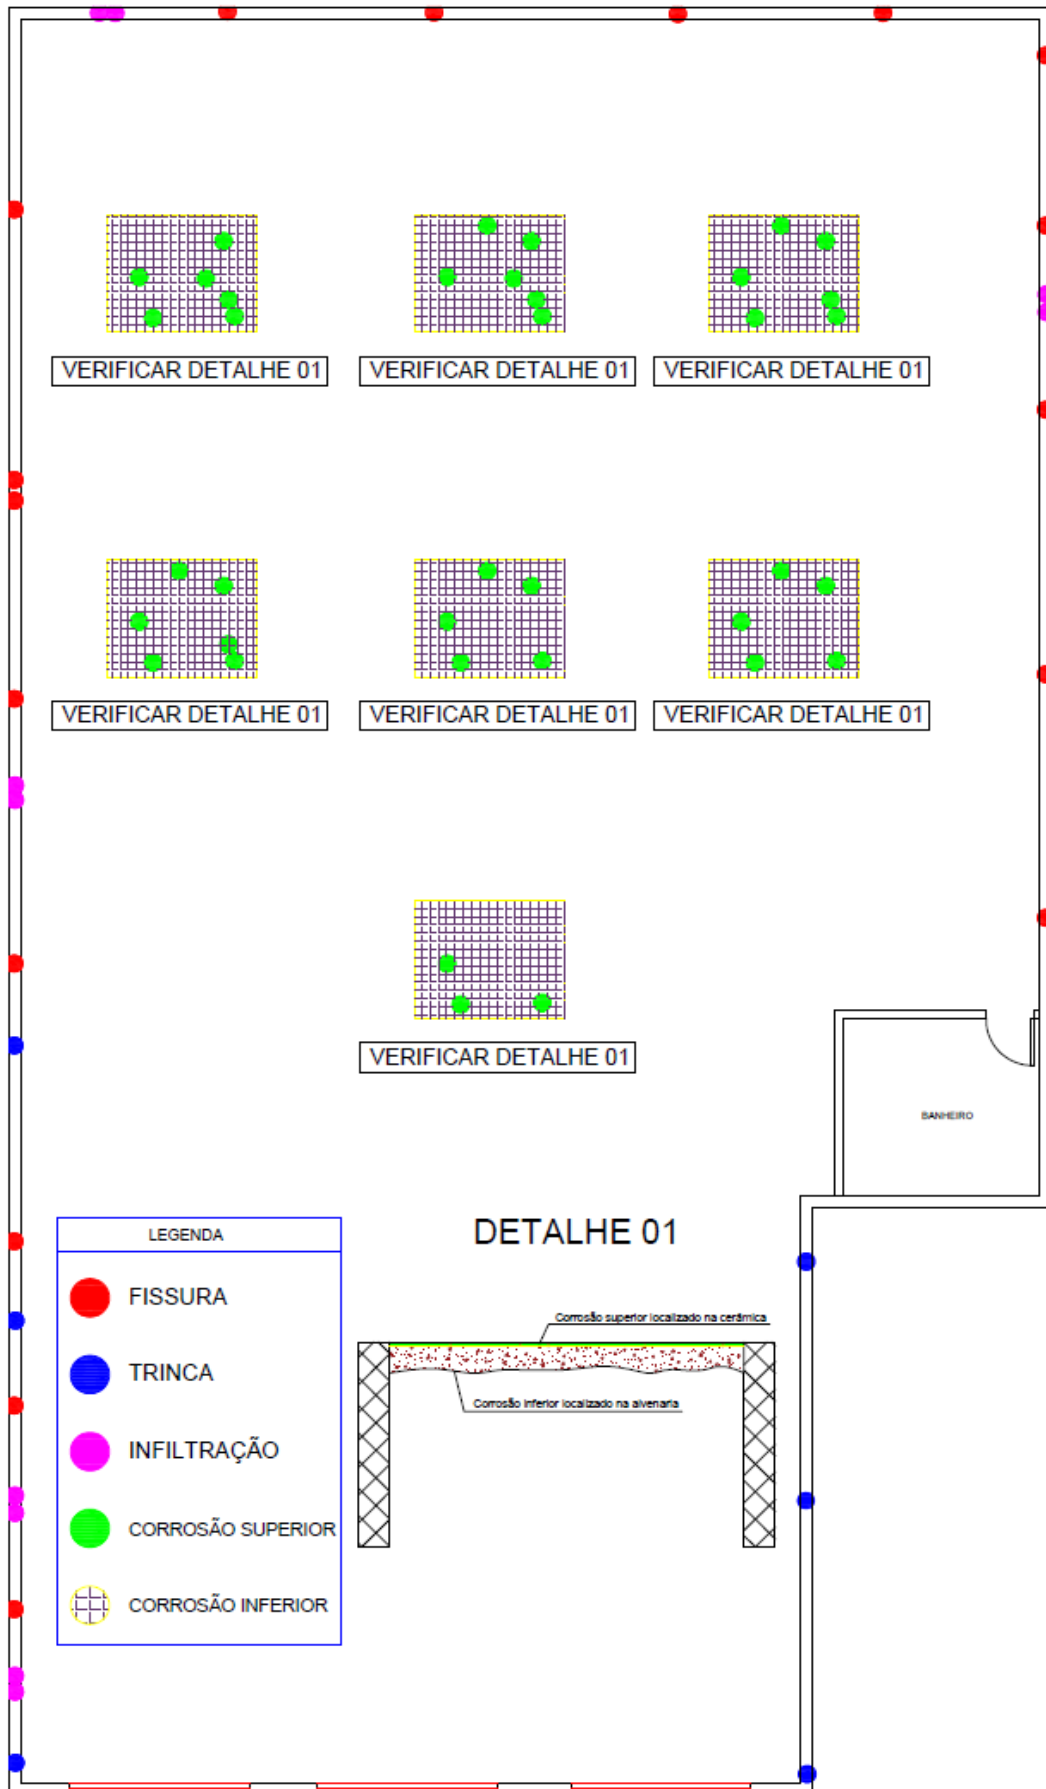 VERIFICAR DETALHE 01
VERIFICAR DETALHE 01
VERIFICAR DETALHE 01
VERIFICAR DETALHE 01
VERIFICAR DETALHE 01
VERIFICAR DETALHE 01
VERIFICAR DETALHE 01
BANHEIRO
LEGENDA
FISSURA
TRINCA
INFILTRAÇÃO
CORROSÃO SUPERIOR
CORROSÃO INFERIOR
DETALHE 01
Corrosão superior localizado na cerâmica
Corrosão inferior localizado na alvenaria